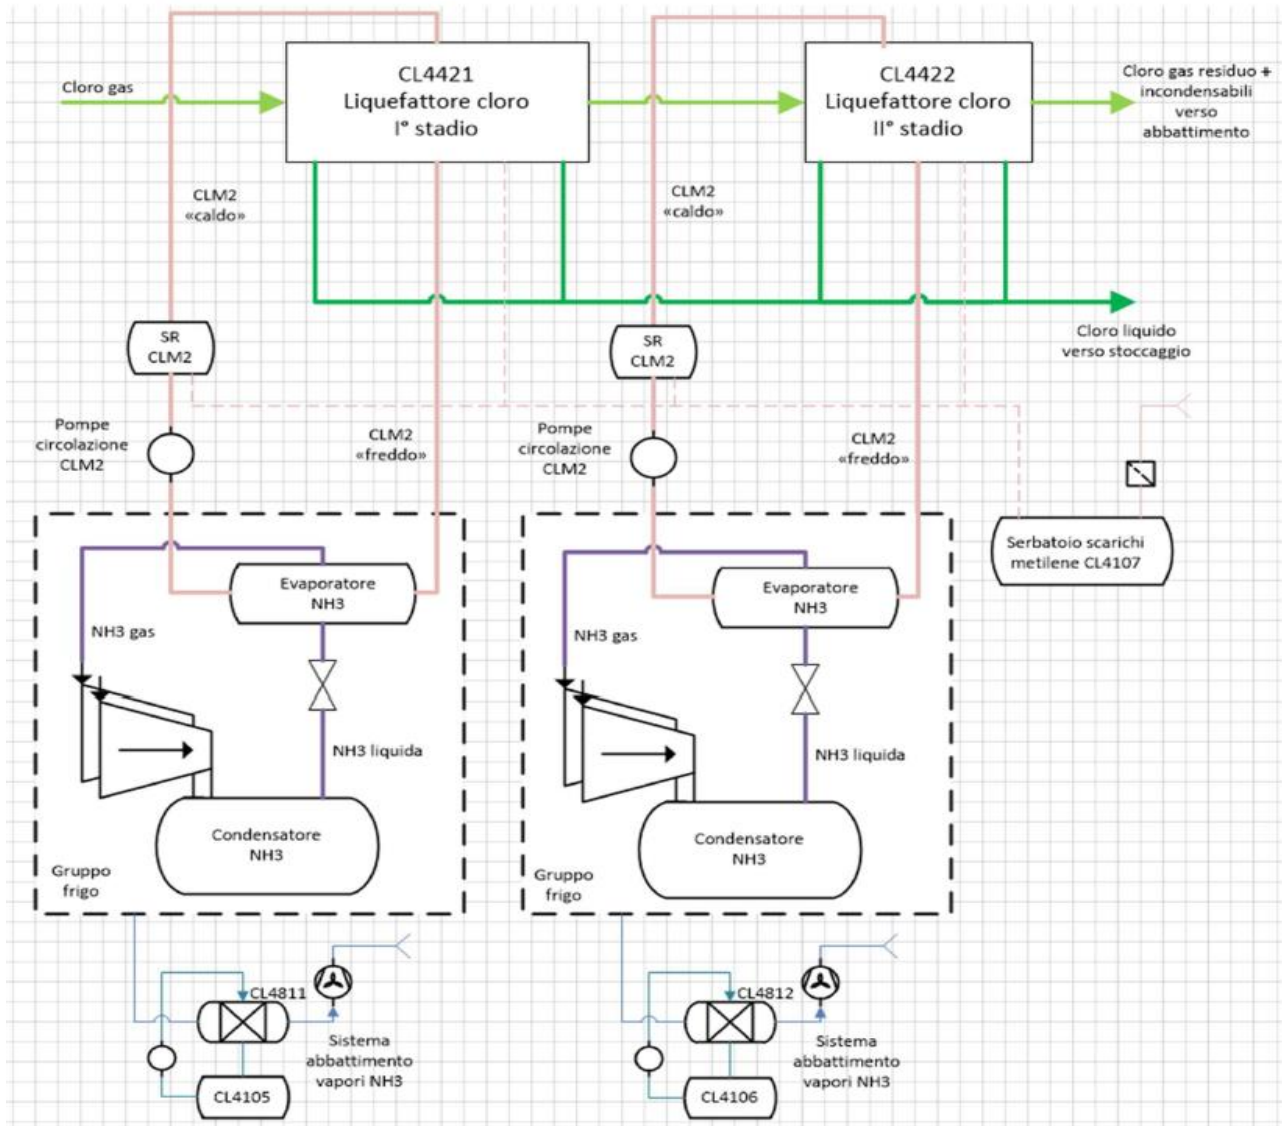 Cloro gas
CL4421
Liquefattore cloro
I° stadio
CL4422
Liquefattore cloro
II° stadio
Cloro gas residuo +
incondensabili
verso
abbattimento
CLM2
«caldo»
CLM2
«caldo»
SR
CLM2
SR
CLM2
Cloro liquido
verso stoccaggio
Pompe
circolazione
CLM2
CLM2
«freddo»
Pompe
circolazione
CLM2
CLM2
«freddo»
Serbatoio scarichi
metilene CL4107
Evaporatore
NH3
NH3 gas
NH3 liquida
Condensatore
NH3
Gruppo
frigo
Evaporatore
NH3
NH3 gas
NH3 liquida
Condensatore
NH3
Gruppo
frigo
CL4811
Sistema
abbattimento
vapori NH3
CL4105
CL4812
Sistema
abbattimento
vapori NH3
CL4106